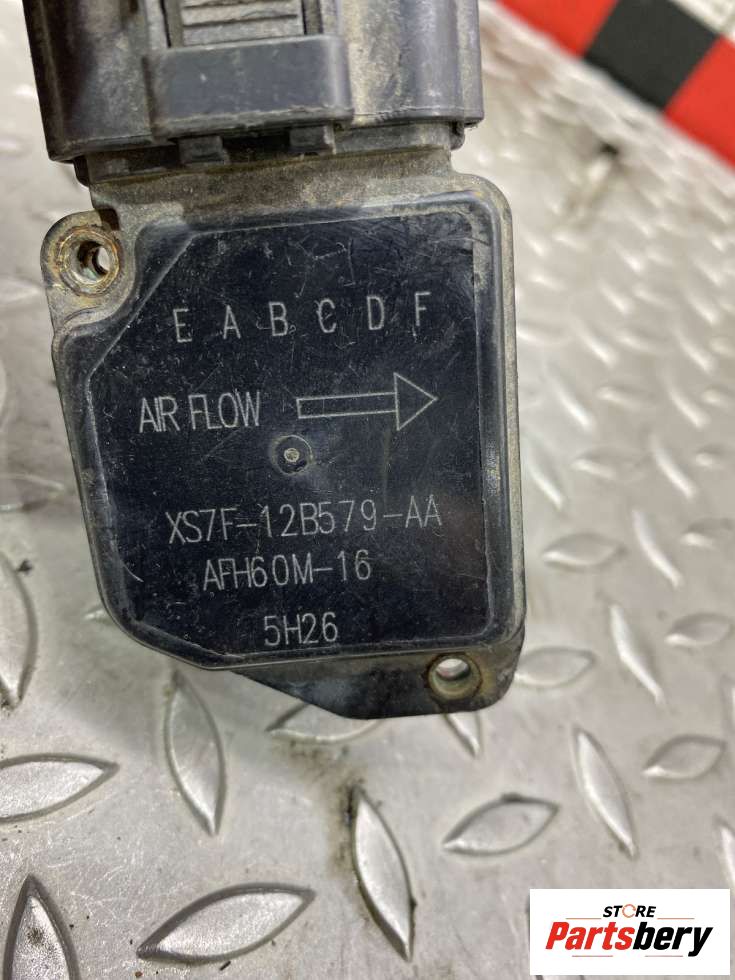 E A B C D F
AIR FLOW
XS7F-12B579-AA
AFH60M-16
5H26
STORE
Partsbery